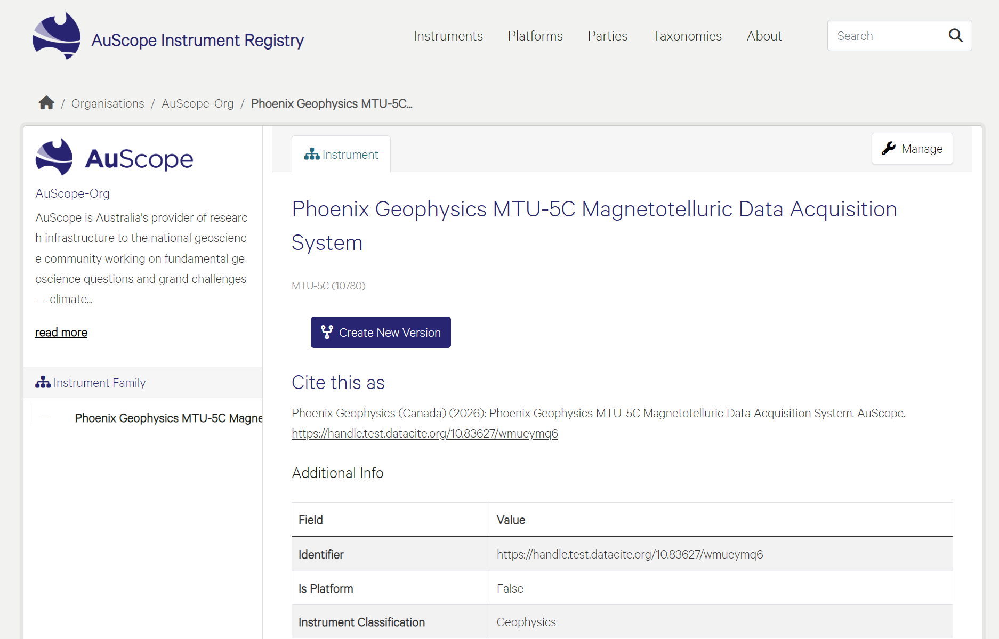 AuScope Instrument Registry
Instruments
Platforms
Parties
Taxonomies
About
Search
/ Organisations / AuScope-Org / Phoenix Geophysics MTU-5C...
AuScope
AuScope-Org
AuScope is Australia's provider of researc
h infrastructure to the national geoscienc
e community working on fundamental ge
oscience questions and grand challenges
— climate...
read more
Instrument Family
Phoenix Geophysics MTU-5C Magne
Instrument
Manage
Phoenix Geophysics MTU-5C Magnetotelluric Data Acquisition
System
MTU-5C (10780)
Create New Version
Cite this as
Phoenix Geophysics (Canada) (2026): Phoenix Geophysics MTU-5C Magnetotelluric Data Acquisition System. AuScope.
https://handle.test.datacite.org/10.83627/wmueymq6
Additional Info
Field Value
Identifier https://handle.test.datacite.org/10.83627/wmueymq6
Is Platform False
Instrument Classification Geophysics